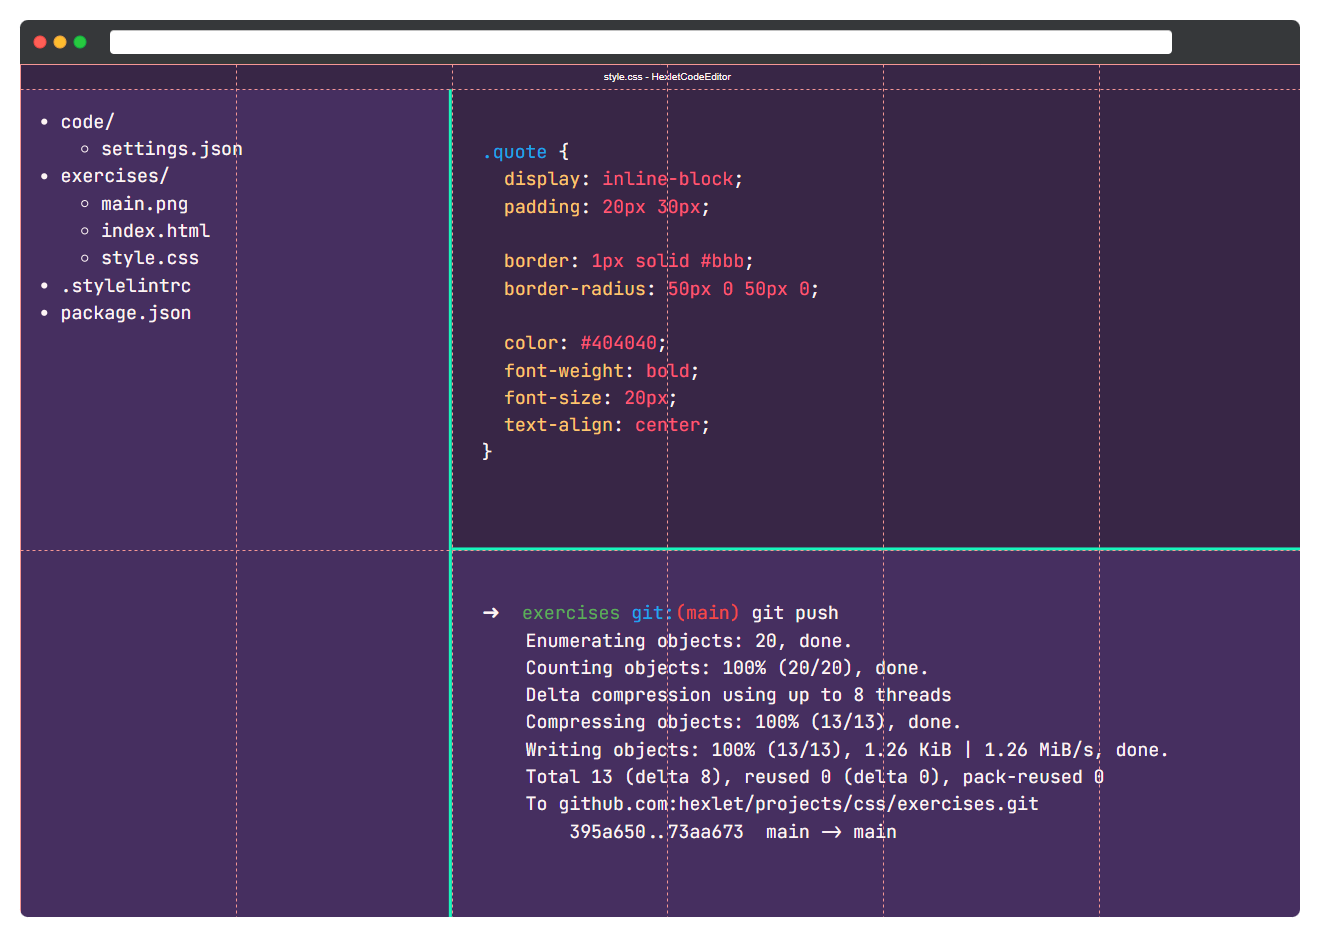 style.css - HexletCodeEditor
code/
settings.json
exercises/
main.png
index.html
style.css
.stylelintrc
package.json
.quote {
display: inline-block;
padding: 20px 30px;
border: 1px solid #bbb;
border-radius: 50px 0 50px 0;
color: #404040;
font-weight: bold;
font-size: 20px;
text-align: center;
}
➜ exercises git:(main) git push
Enumerating objects: 20, done.
Counting objects: 100% (20/20), done.
Delta compression using up to 8 threads
Compressing objects: 100% (13/13), done.
Writing objects: 100% (13/13), 1.26 KiB | 1.26 MiB/s, done.
Total 13 (delta 8), reused 0 (delta 0), pack-reused 0
To github.com:hexlet/projects/css/exercises.git
395a650..73aa673 main -> main